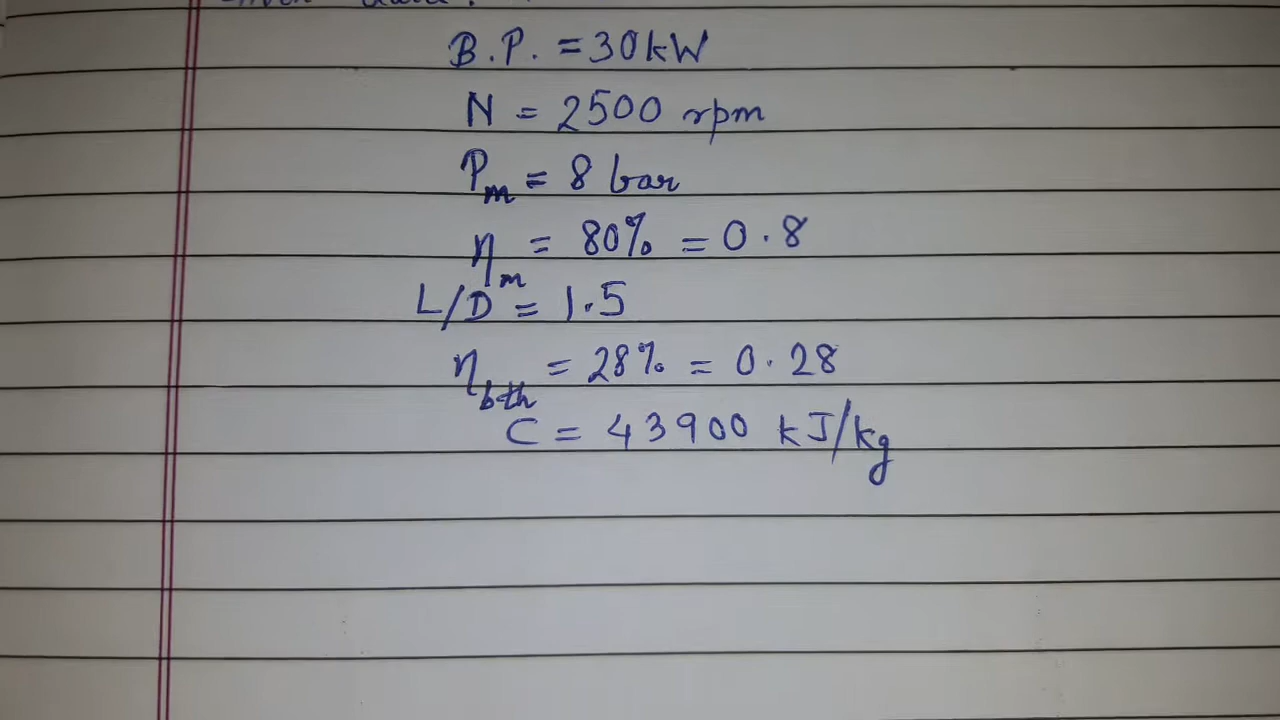 B.P. = 30kW
N = 2500 rpm
Pm = 8 bar
ηm = 80% = 0.8
L/D = 1.5
ηbth = 28% = 0.28
C = 43900 kJ/kg